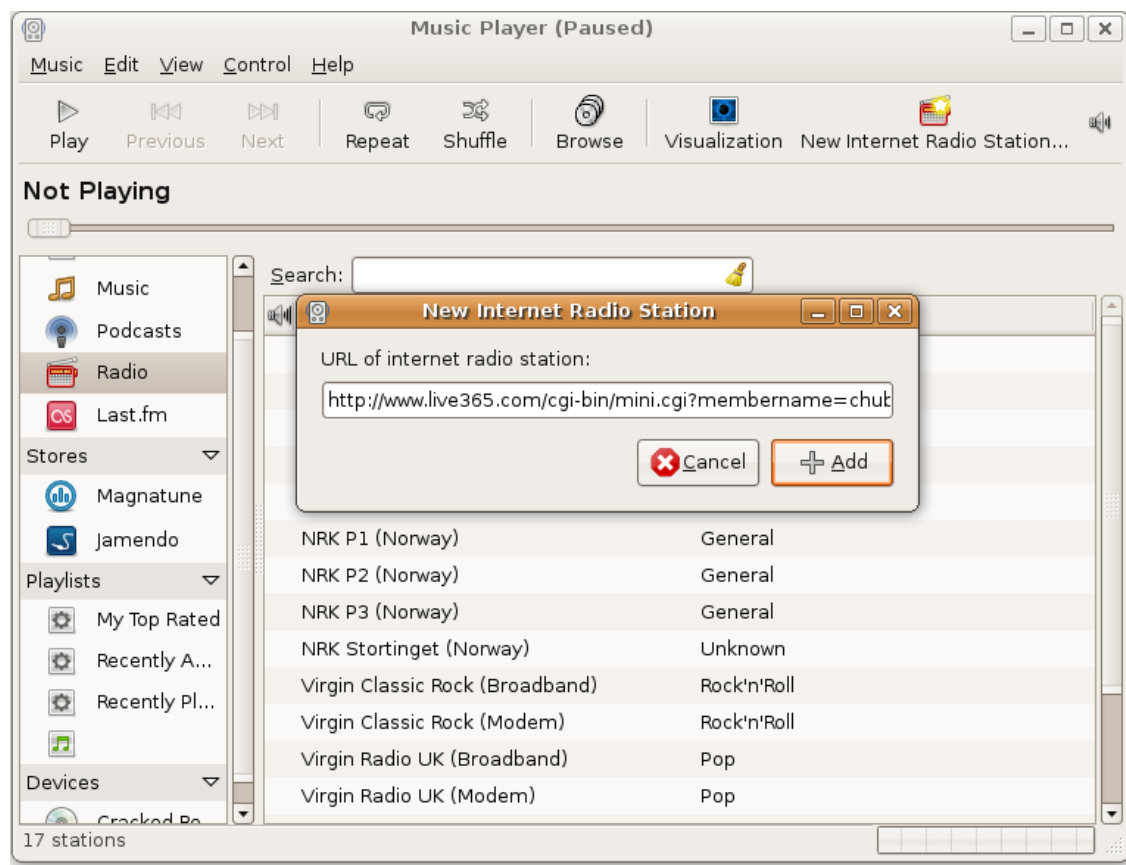 Music Player (Paused)
Music Edit View Control Help
Play Previous Next Repeat Shuffle Browse Visualization New Internet Radio Station...
Not Playing
Search:
Music
Podcasts
Radio
Last.fm
Stores
Magnatune
Jamendo
Playlists
My Top Rated
Recently A...
Recently Pl...
Devices
New Internet Radio Station
URL of internet radio station:
http://www.live365.com/cgi-bin/mini.cgi?membername=chub
Cancel Add
NRK P1 (Norway) General
NRK P2 (Norway) General
NRK P3 (Norway) General
NRK Stortinget (Norway) Unknown
Virgin Classic Rock (Broadband) Rock'n'Roll
Virgin Classic Rock (Modem) Rock'n'Roll
Virgin Radio UK (Broadband) Pop
Virgin Radio UK (Modem) Pop
17 stations